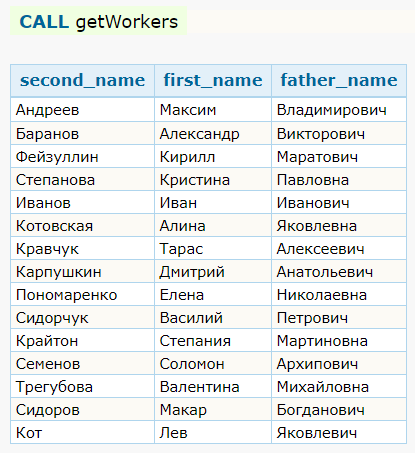 CALL getWorkers
second_name first_name father_name
Андреев Максим Владимирович
Баранов Александр Викторович
Фейзуллин Кирилл Маратович
Степанова Кристина Павловна
Иванов Иван Иванович
Котовская Алина Яковлевна
Кравчук Тарас Алексеевич
Карпушкин Дмитрий Анатольевич
Пономаренко Елена Николаевна
Сидорчук Василий Петрович
Крайтон Степания Мартиновна
Семенов Соломон Архипович
Трегубова Валентина Михайловна
Сидоров Макар Богданович
Кот Лев Яковлевич